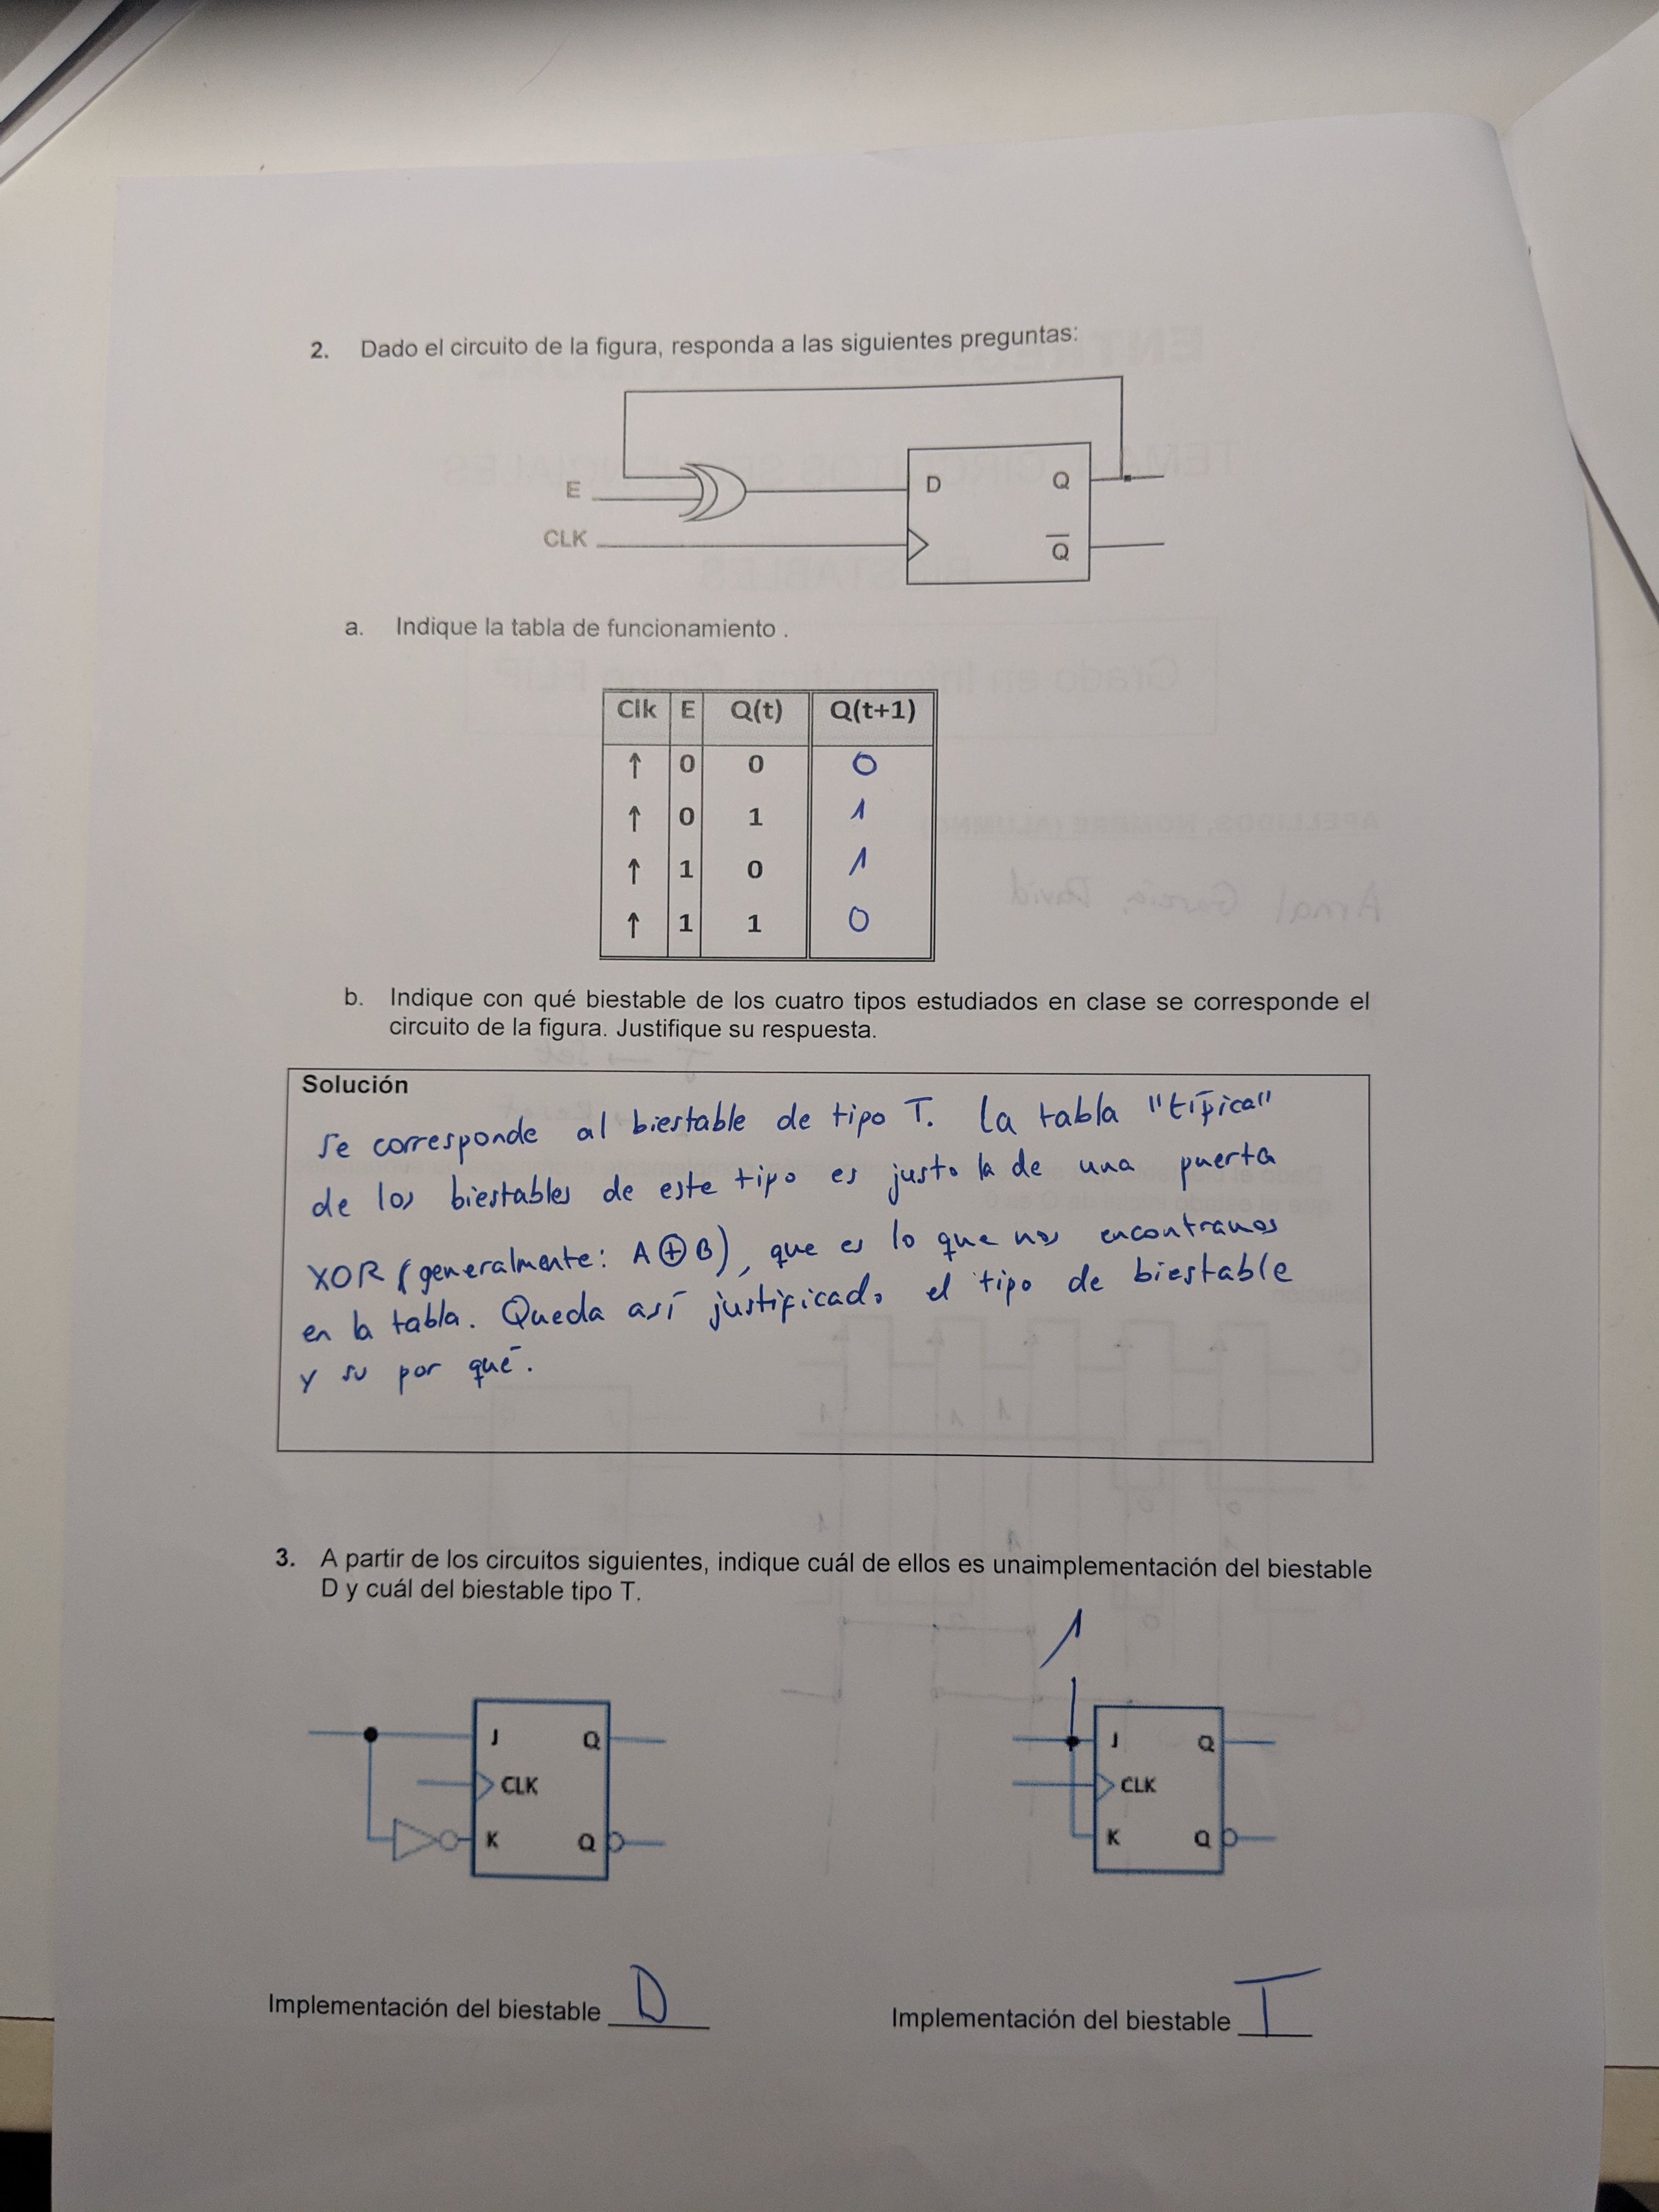 2. Dado el circuito de la figura, responda a las siguientes preguntas:
E
CLK
D Q
Q
a. Indique la tabla de funcionamiento .
Clk E Q(t) Q(t+1)
↑ 0 0 0
↑ 0 1 1
↑ 1 0 1
↑ 1 1 0
b. Indique con qué biestable de los cuatro tipos estudiados en clase se corresponde el
circuito de la figura. Justifique su respuesta.
Solución
Se corresponde al biestable de tipo T. La tabla "típica"
de los biestables de este tipo es justo la de una puerta
XOR (generalmente: A ⊕ B), que es lo que nos encontramos
en la tabla. Queda así justificado el tipo de biestable
y su por qué.
3. A partir de los circuitos siguientes, indique cuál de ellos es unaimplementación del biestable
D y cuál del biestable tipo T.
1
J Q
CLK
K Q
J Q
CLK
K Q
Implementación del biestable D
Implementación del biestable T